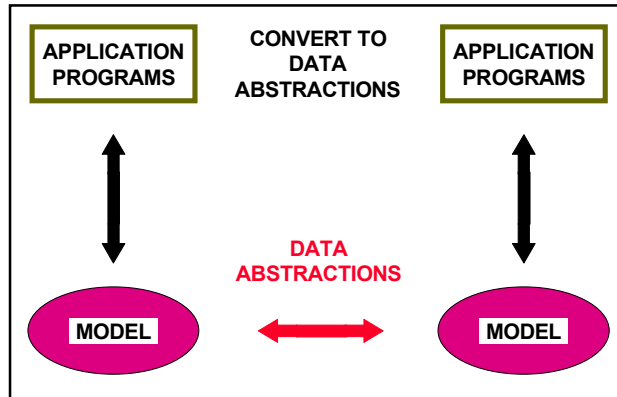 APPLICATION
PROGRAMS
CONVERT TO
DATA
ABSTRACTIONS
APPLICATION
PROGRAMS
DATA
ABSTRACTIONS
MODEL
MODEL